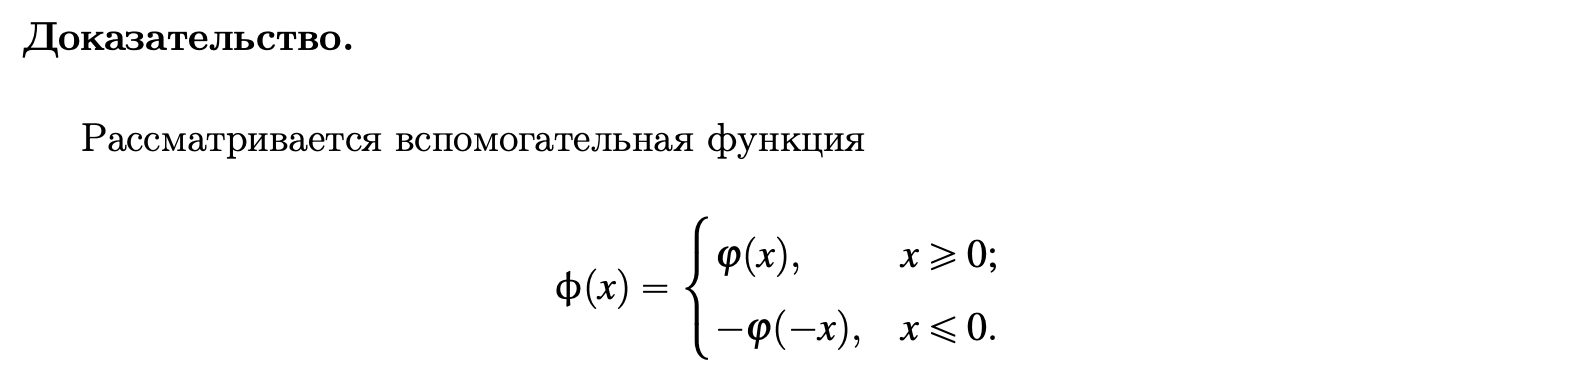 Доказательство.
Рассматривается вспомогательная функция
ϕ(x) = { φ(x), x ⩾ 0;
−φ(−x), x ⩽ 0.